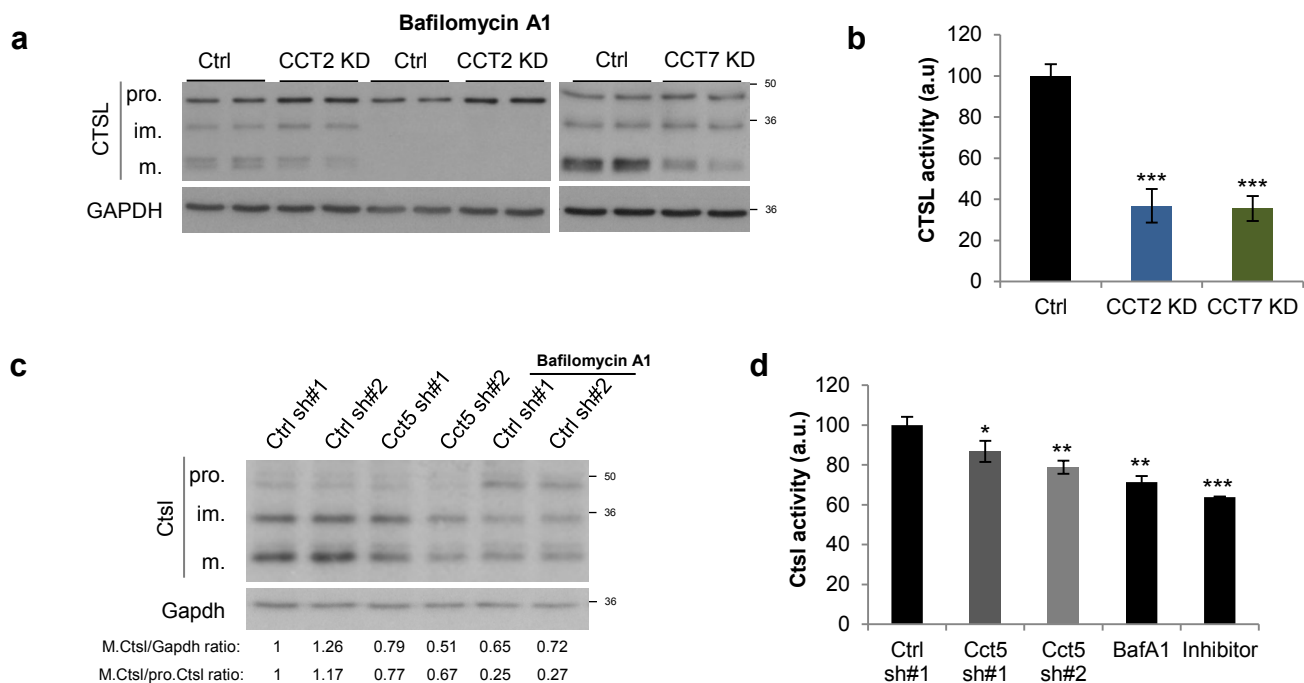 a
Bafilomycin A1
Ctrl CCT2 KD Ctrl CCT2 KD Ctrl CCT7 KD
CTSL
pro.
im.
m.
50
36
GAPDH
36
b
CTSL activity (a.u)
120
100
80
60
40
20
0
***
***
Ctrl CCT2 KD CCT7 KD
c
Bafilomycin A1
Ctrl sh#1
Ctrl sh#2
Cct5 sh#1
Cct5 sh#2
Ctrl sh#1
Ctrl sh#2
Ctsl
pro.
im.
m.
50
36
Gapdh
36
M.Ctsl/Gapdh ratio: 1 1.26 0.79 0.51 0.65 0.72
M.Ctsl/pro.Ctsl ratio: 1 1.17 0.77 0.67 0.25 0.27
d
Ctsl activity (a.u.)
120
100
80
60
40
20
0
*
**
**
***
Ctrl Cct5 Cct5 BafA1 Inhibitor
sh#1 sh#1 sh#2